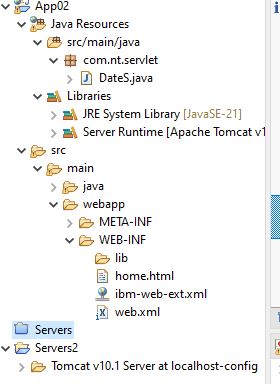 App02
Java Resources
src/main/java
com.nt.servlet
DateS.java
Libraries
JRE System Library [JavaSE-21]
Server Runtime [Apache Tomcat v1
src
main
java
webapp
META-INF
WEB-INF
lib
home.html
ibm-web-ext.xml
web.xml
Servers
Servers2
Tomcat v10.1 Server at localhost-config